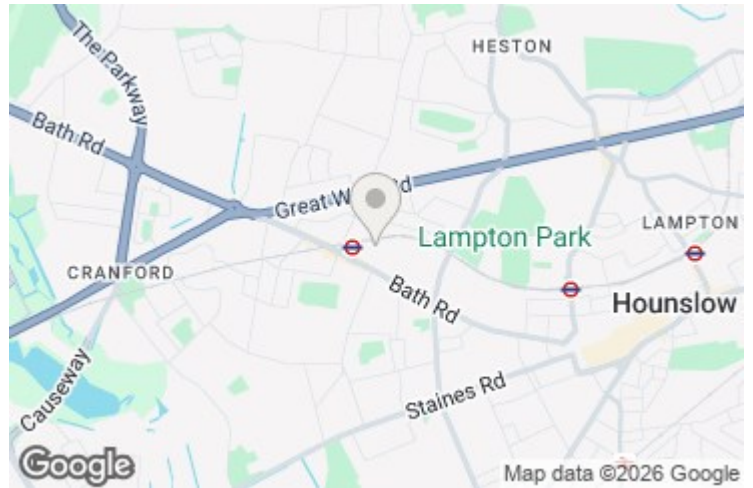 The Parkway
HESTON
Bath Rd
Great W
d
Lampton Park
LAMPTON
CRANFORD
Bath Rd
Hounslow
Causeway
Staines Rd
Google
Map data ©2026 Google